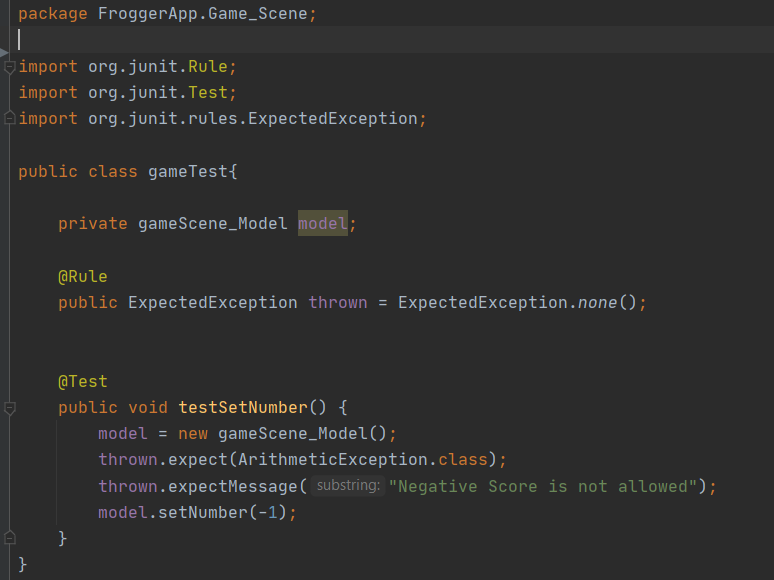 package FroggerApp.Game_Scene;
import org.junit.Rule;
import org.junit.Test;
import org.junit.rules.ExpectedException;
public class gameTest{
private gameScene_Model model;
@Rule
public ExpectedException thrown = ExpectedException.none();
@Test
public void testSetNumber() {
model = new gameScene_Model();
thrown.expect(ArithmeticException.class);
thrown.expectMessage( substring: "Negative Score is not allowed");
model.setNumber(-1);
}
}